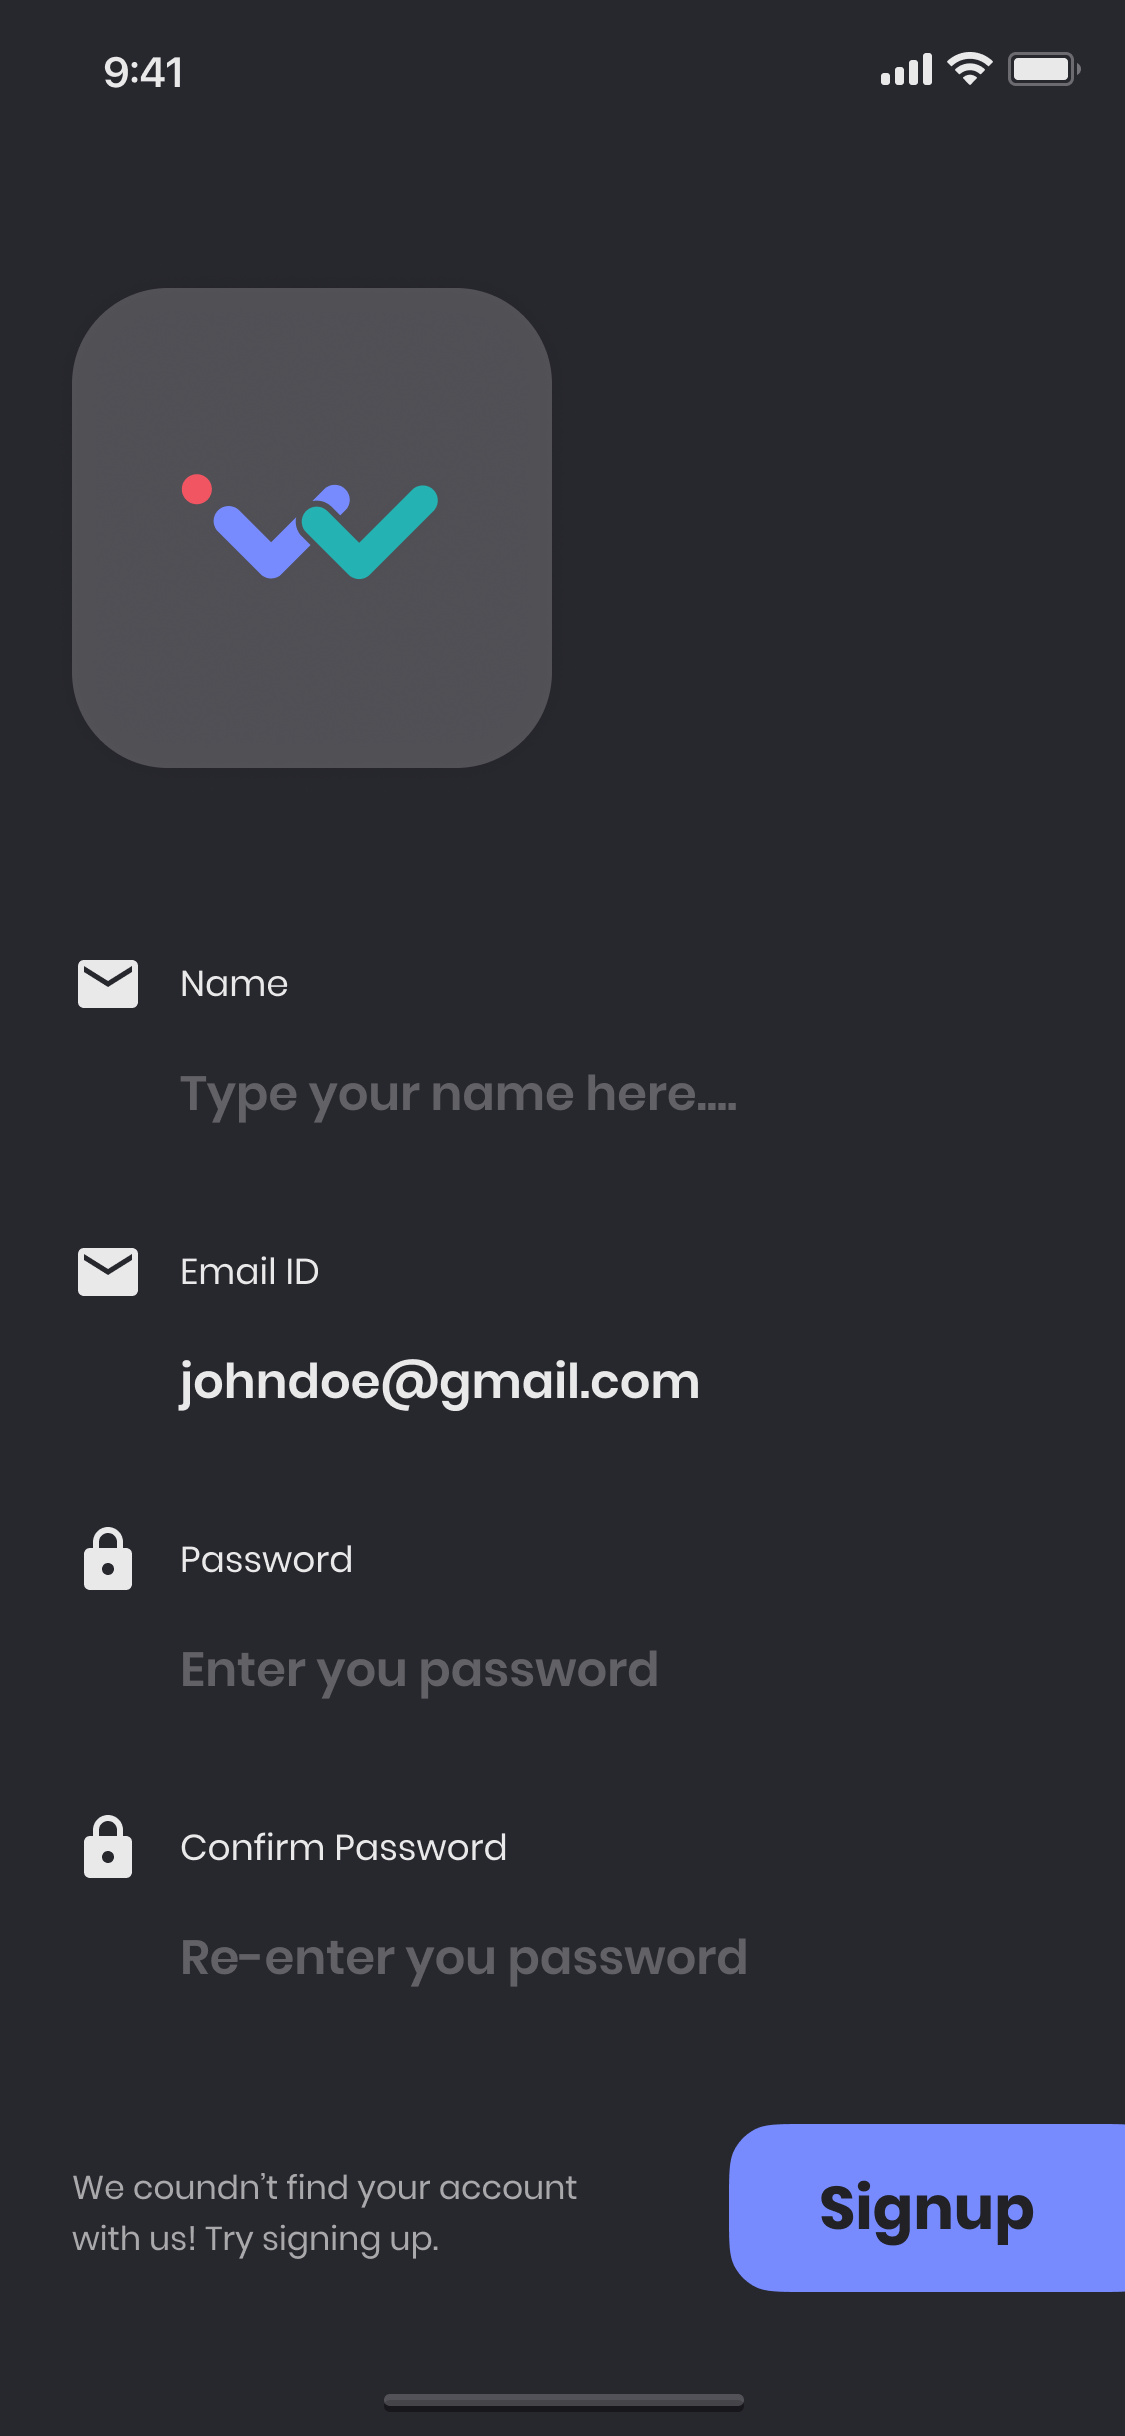 9:41
Name
Type your name here....
Email ID
johndoe@gmail.com
Password
Enter you password
Confirm Password
Re-enter you password
We coundn’t find your account
with us! Try signing up.
Signup